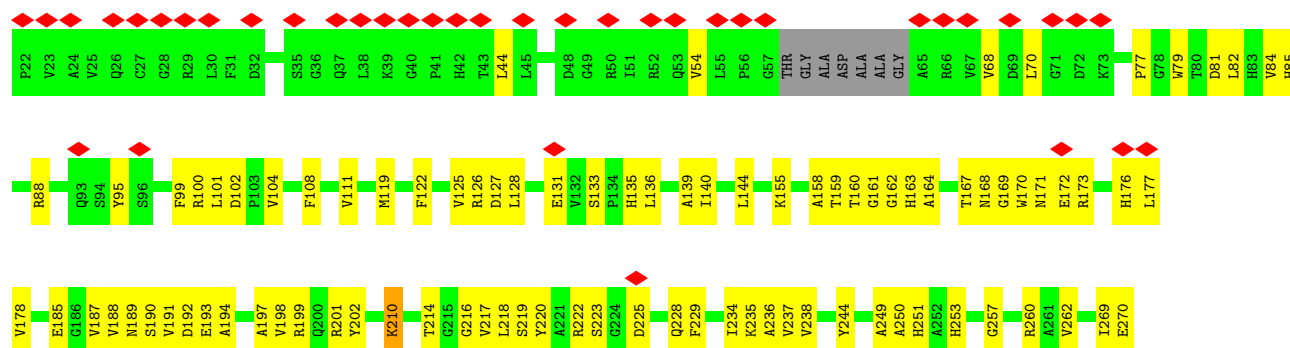 P22 V23 A24 V25 Q26 C27 G28 R29 L30 F31 D32 S35 G36 Q37 L38 K39 G40 P41 H42 T43 L44 L45 D48 G49 R50 I51 R52 Q53 V54 L55 P56 G57 THR GLY ALA ASP ALA ALA GLY A65 R66 V67 V68 D69 L70 G71 D72 K73 P77 G78 W79 T80 D81 L82 H83 V84 H85
R88 Q93 S94 Y95 S96 F99 R100 L101 D102 P103 V104 F108 V111 M119 F122 V125 R126 D127 L128 E131 V132 S133 P134 H135 L136 A139 I140 L144 K155 A158 T159 T160 G161 G162 H163 A164 T167 N168 G169 W170 N171 E172 R173 H176 L177
V178 E185 G186 V187 V188 N189 S190 V191 D192 E193 A194 A197 V198 R199 Q200 R201 Y202 K210 T214 G215 G216 V217 L218 S219 Y220 A221 R222 S223 G224 D225 Q228 F229 I234 K235 A236 V237 V238 Y244 A249 A250 H251 A252 H253 G257 R260 A261 V262 I269 E270